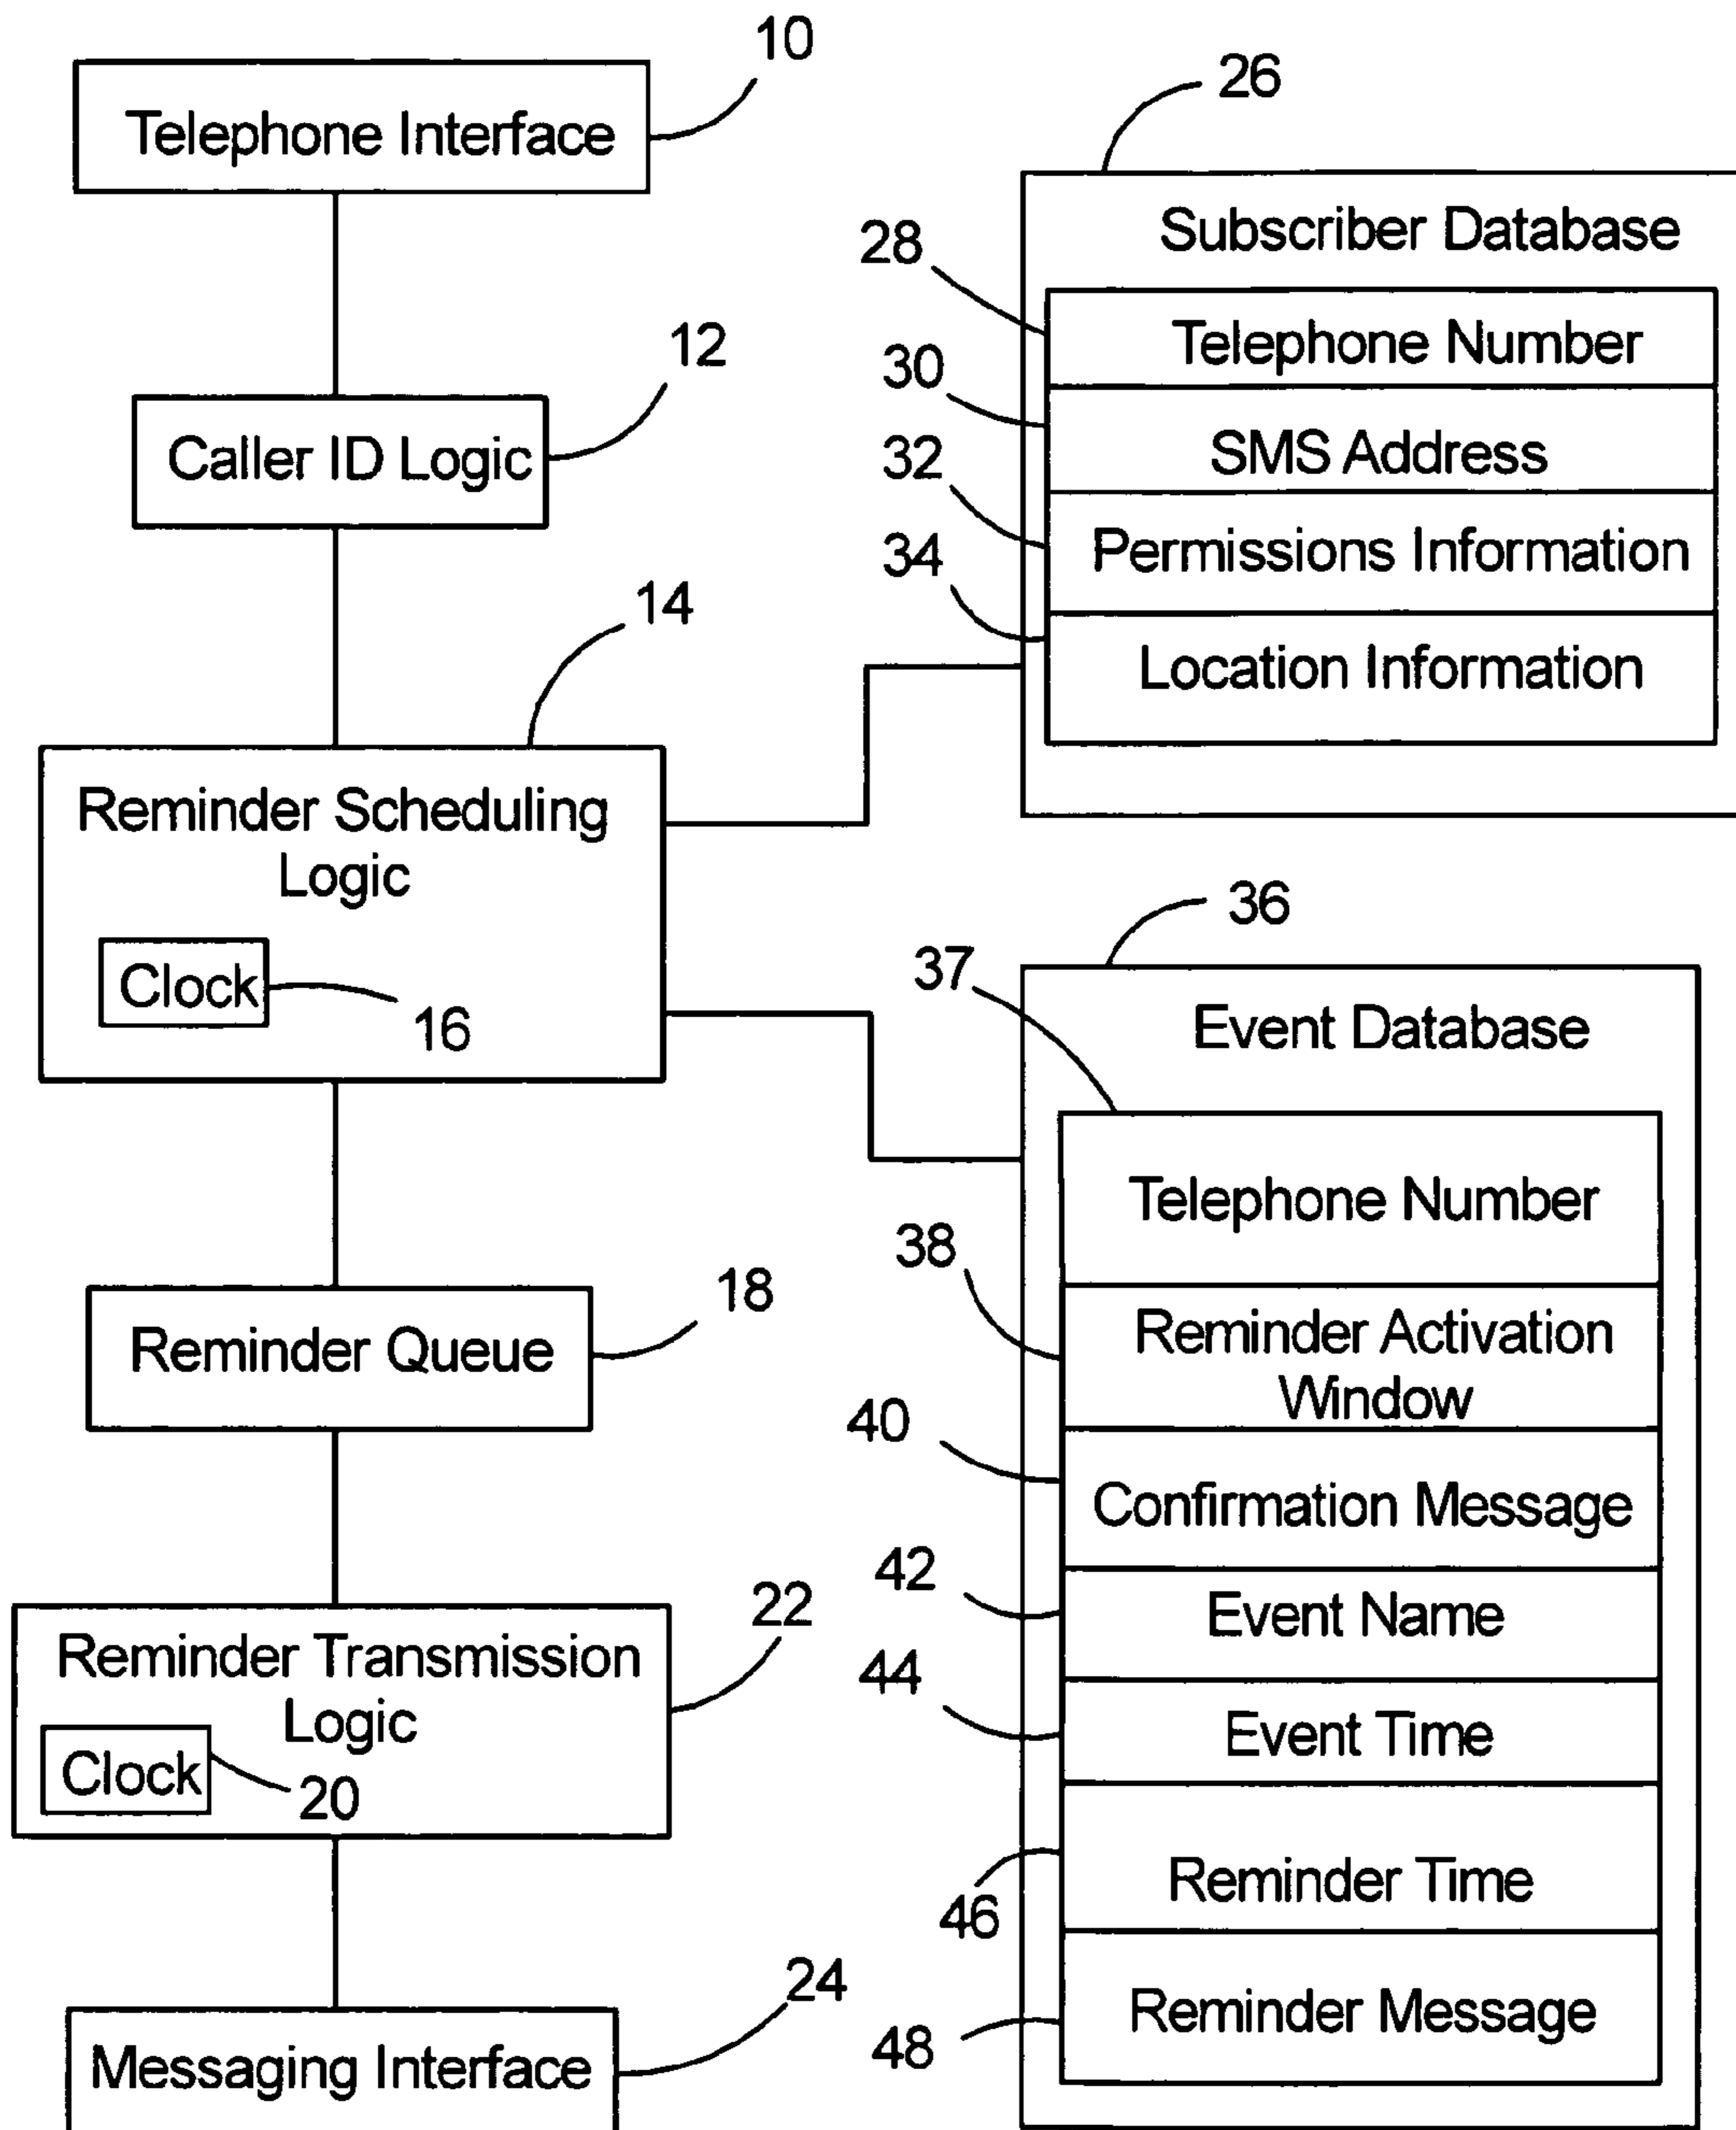 10
Telephone Interface
12
Caller ID Logic
14
Reminder Scheduling
Logic
Clock
16
18
Reminder Queue
22
Reminder Transmission
Logic
Clock
20
24
Messaging Interface
26
Subscriber Database
28
Telephone Number
30
SMS Address
32
Permissions Information
34
Location Information
36
37
Event Database
Telephone Number
38
Reminder Activation
Window
40
Confirmation Message
42
Event Name
44
Event Time
46
Reminder Time
48
Reminder Message